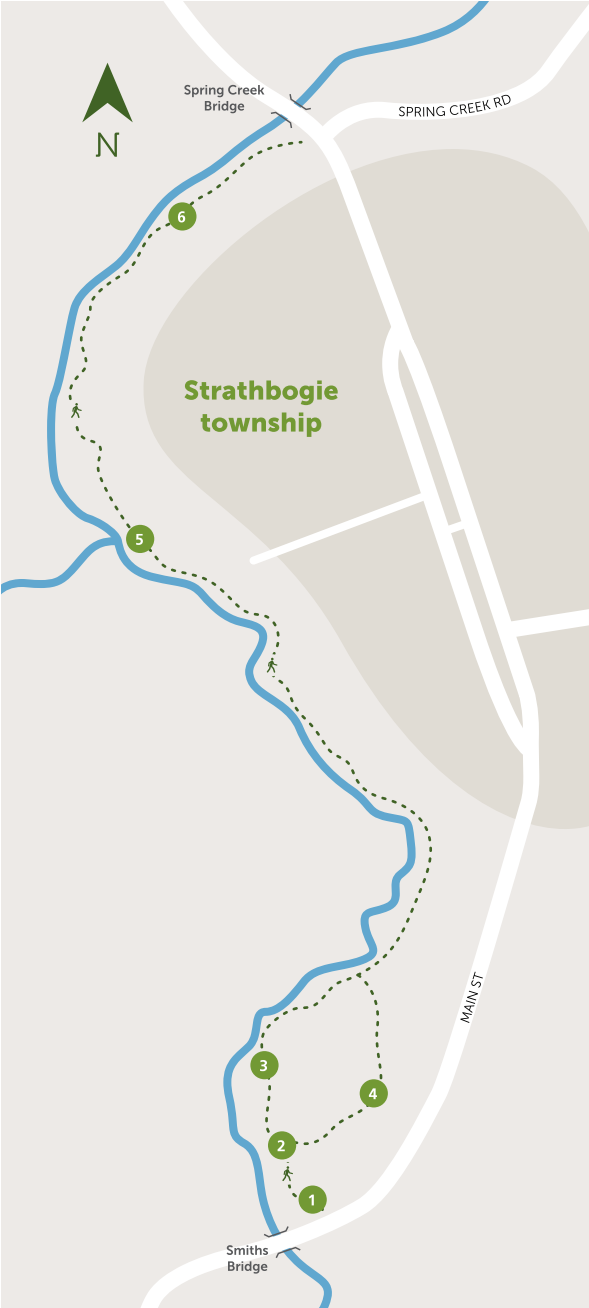 Spring Creek
Bridge
SPRING CREEK RD
N
6
Strathbogie
township
5
MAIN ST
3
4
2
1
Smiths
Bridge